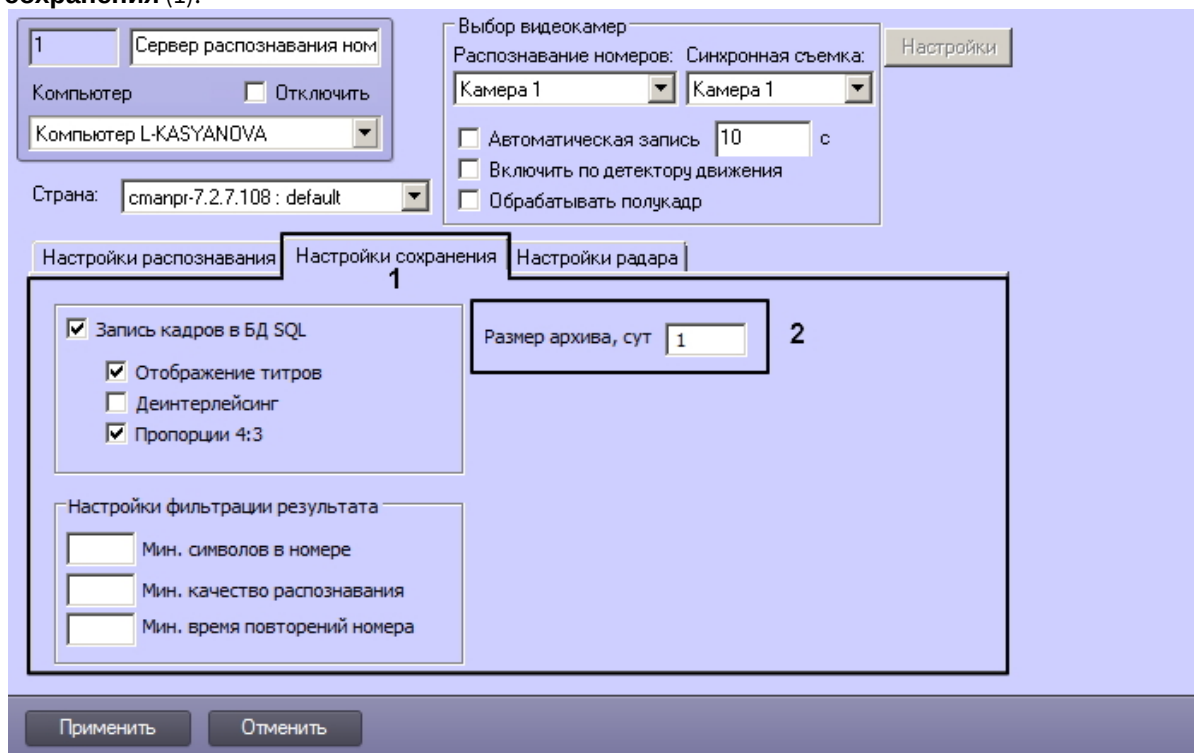 сохранения (1).
1
Сервер распознавания ном
Компьютер
Отключить
Компьютер L-KASYANOVA
Страна:
cmanpr-7.2.7.108 : default
Выбор видеокамер
Распознавание номеров: Синхронная съемка:
Камера 1
Камера 1
Автоматическая запись 10 с
Включить по детектору движения
Обрабатывать полукадр
Настройки
Настройки распознавания Настройки сохранения Настройки радара
1
Запись кадров в БД SQL
Отображение титров
Деинтерлейсинг
Пропорции 4:3
Размер архива, сут 1
2
Настройки фильтрации результата
Мин. символов в номере
Мин. качество распознавания
Мин. время повторений номера
Применить Отменить